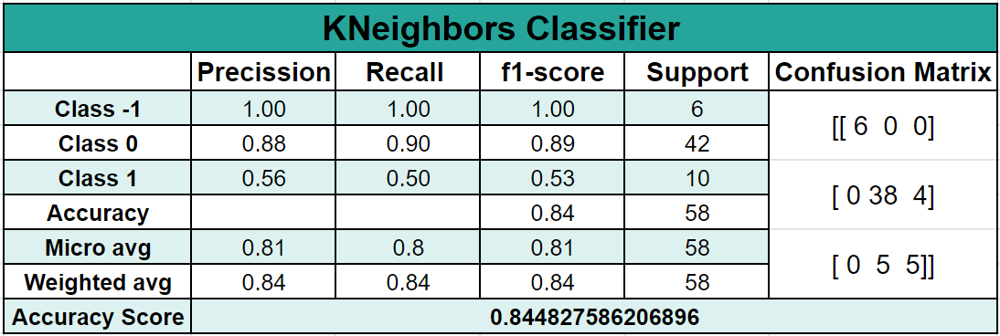 KNeighbors Classifier
Precission Recall f1-score Support Confusion Matrix
Class -1 1.00 1.00 1.00 6
[[ 6 0 0]
Class 0 0.88 0.90 0.89 42
Class 1 0.56 0.50 0.53 10
[ 0 38 4]
Accuracy 0.84 58
Micro avg 0.81 0.8 0.81 58
[ 0 5 5]]
Weighted avg 0.84 0.84 0.84 58
Accuracy Score 0.844827586206896